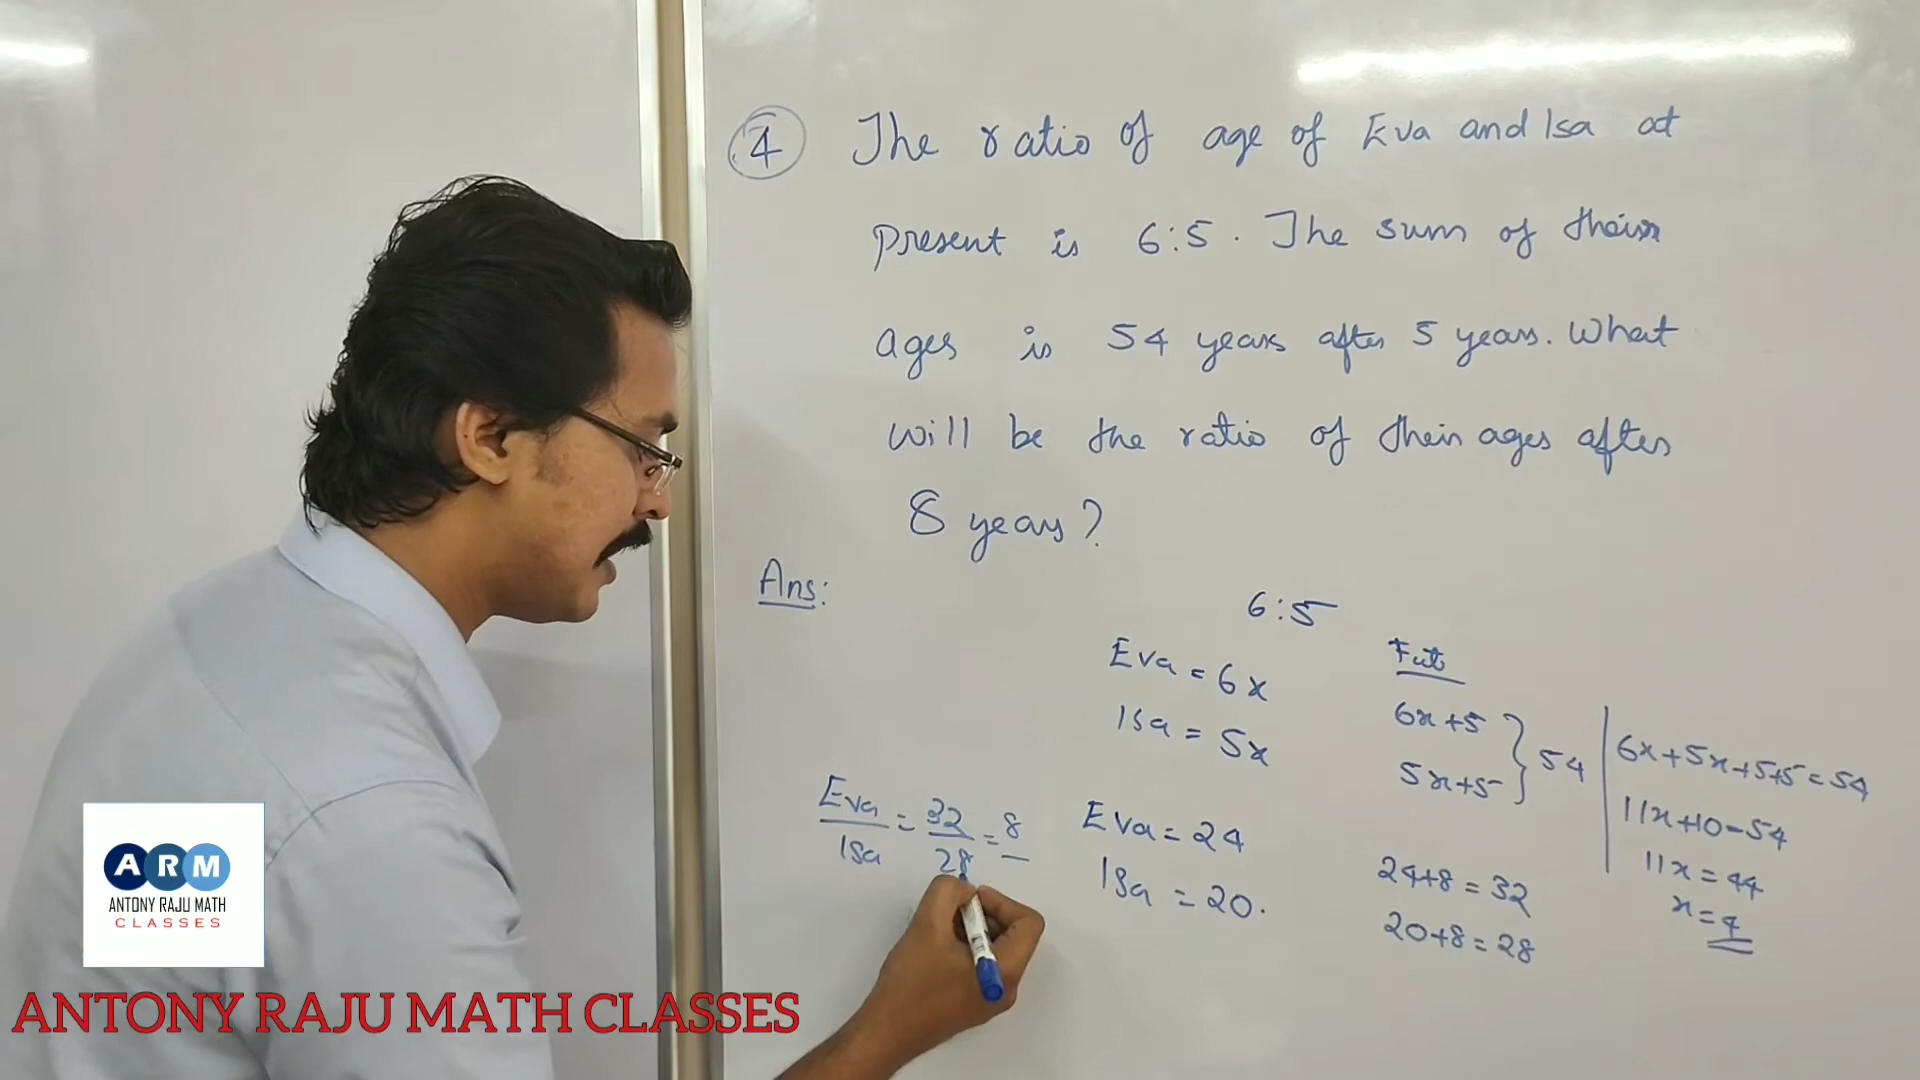 4 The ratio of age of Eva and Isa at
present is 6:5. The sum of their
ages is 54 years after 5 years. What
will be the ratio of their ages after
8 years?
Ans:
6:5
Eva = 6x
Isa = 5x
Fut
6x+5
5x+5 } 54
6x+5x+5+5=54
11x+10=54
11x=44
x=4
Eva = 24
Isa = 20.
24+8=32
20+8=28
Eva/Isa = 32/28 = 8/
ARM
ANTONY RAJU MATH
CLASSES
ANTONY RAJU MATH CLASSES